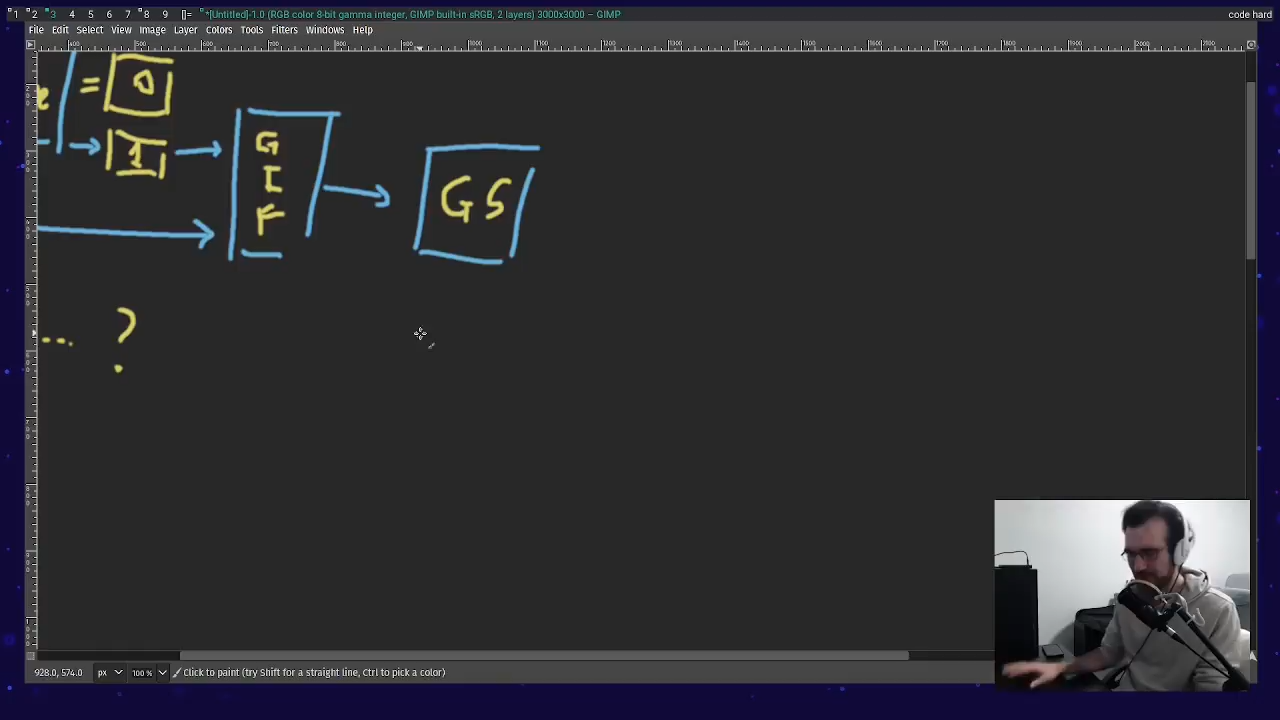 1 2 3 4 5 6 7 8 9 []= *[Untitled]-1.0 (RGB color 8-bit gamma integer, GIMP built-in sRGB, 2 layers) 3000x3000 – GIMP code hard
File Edit Select View Image Layer Colors Tools Filters Windows Help
= 0
1
G
I
F
GS
... ?
928.0, 574.0 px 100 % Click to paint (try Shift for a straight line, Ctrl to pick a color)